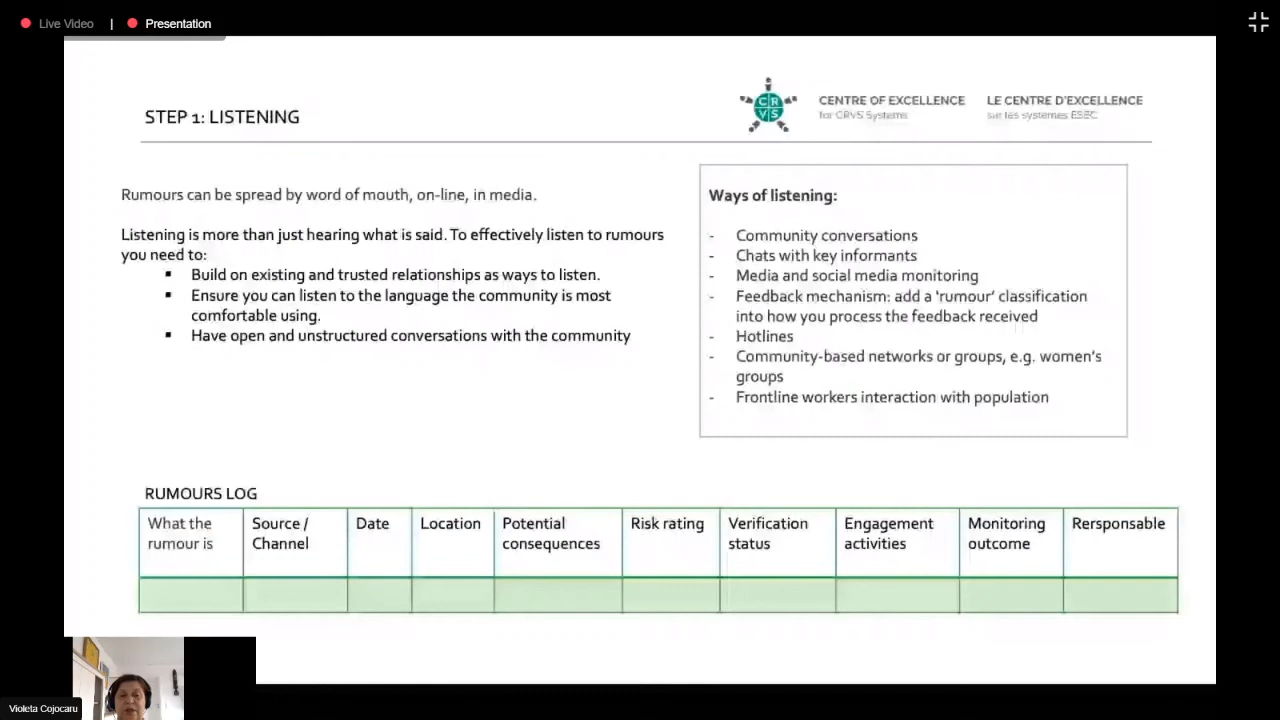 Live Video | Presentation
STEP 1: LISTENING
CRVS
CENTRE OF EXCELLENCE
for CRVS Systems
LE CENTRE D'EXCELLENCE
sur les systèmes ESEC
Rumours can be spread by word of mouth, on-line, in media.
Listening is more than just hearing what is said. To effectively listen to rumours
you need to:
▪ Build on existing and trusted relationships as ways to listen.
▪ Ensure you can listen to the language the community is most
comfortable using.
▪ Have open and unstructured conversations with the community
Ways of listening:
- Community conversations
- Chats with key informants
- Media and social media monitoring
- Feedback mechanism: add a 'rumour' classification
into how you process the feedback received
- Hotlines
- Community-based networks or groups, e.g. women's
groups
- Frontline workers interaction with population
RUMOURS LOG
What the
rumour is
Source /
Channel
Date
Location
Potential
consequences
Risk rating
Verification
status
Engagement
activities
Monitoring
outcome
Rersponsable
Violeta Cojocaru